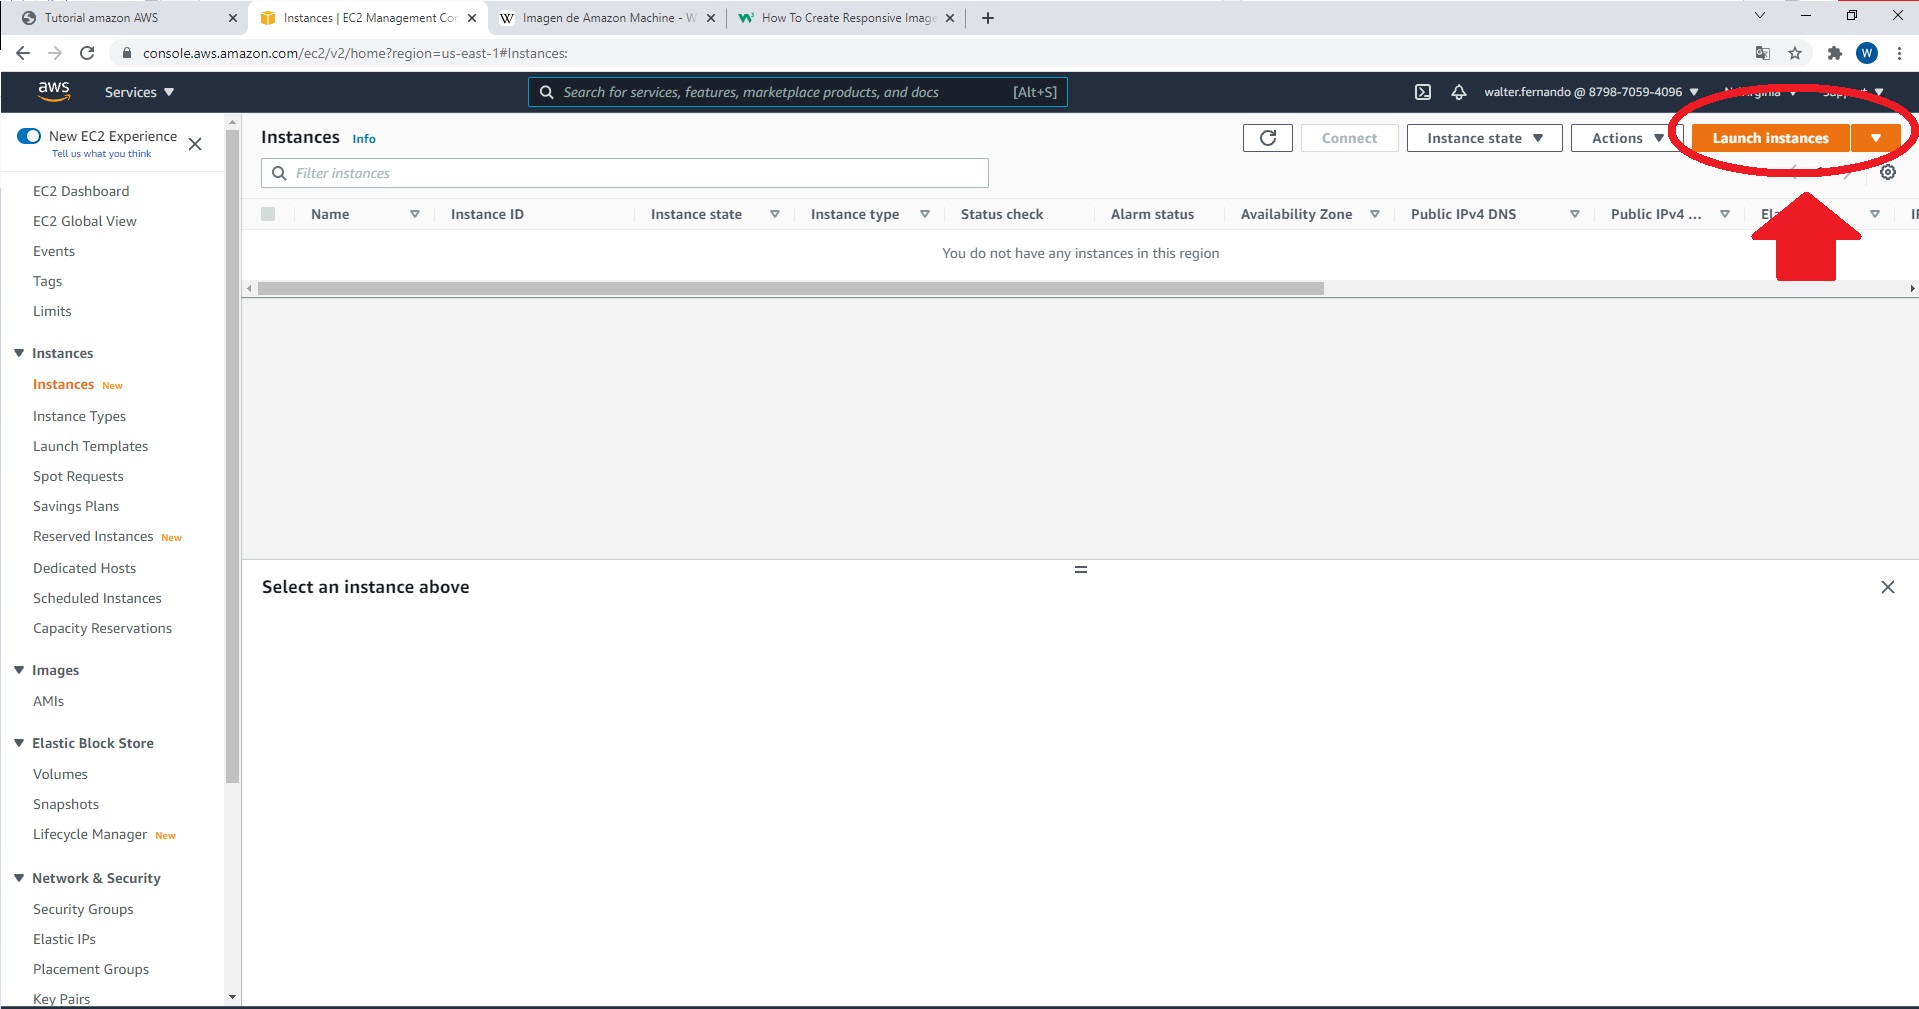 Tutorial amazon AWS
Instances | EC2 Management Con
Imagen de Amazon Machine - W
How To Create Responsive Image
console.aws.amazon.com/ec2/v2/home?region=us-east-1#Instances:
W
aws
Services
Search for services, features, marketplace products, and docs [Alt+S]
walter.fernando @ 8798-7059-4096
Support
New EC2 Experience
Tell us what you think
EC2 Dashboard
EC2 Global View
Events
Tags
Limits
Instances
Instances New
Instance Types
Launch Templates
Spot Requests
Savings Plans
Reserved Instances New
Dedicated Hosts
Scheduled Instances
Capacity Reservations
Images
AMIs
Elastic Block Store
Volumes
Snapshots
Lifecycle Manager New
Network & Security
Security Groups
Elastic IPs
Placement Groups
Key Pairs
Instances Info
Connect
Instance state
Actions
Launch instances
Filter instances
Name Instance ID Instance state Instance type Status check Alarm status Availability Zone Public IPv4 DNS Public IPv4 ...
You do not have any instances in this region
Select an instance above